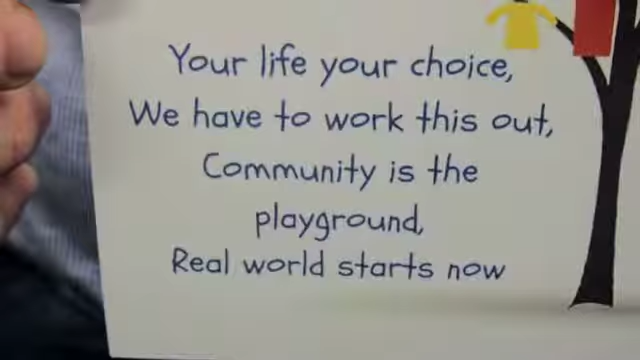 Your life your choice,
We have to work this out,
Community is the
playground,
Real world starts now